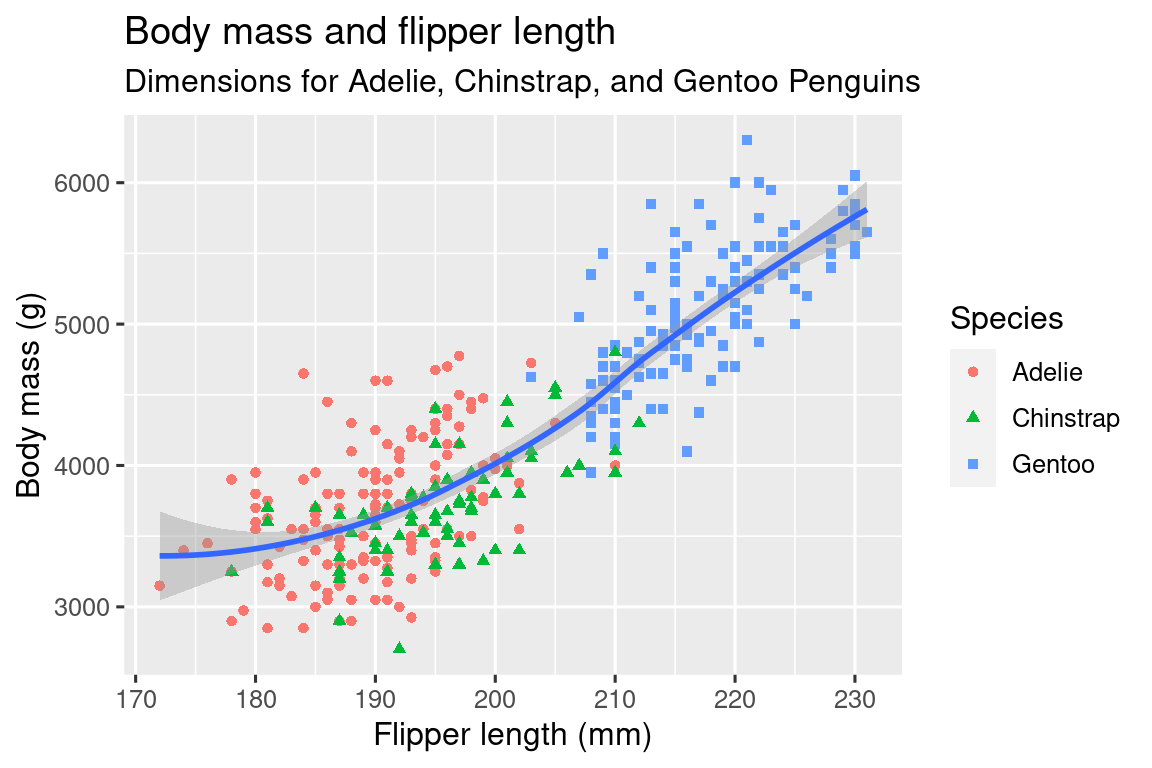 Body mass and flipper length
Dimensions for Adelie, Chinstrap, and Gentoo Penguins
Body mass (g)
6000
5000
4000
3000
170 180 190 200 210 220 230
Flipper length (mm)
Species
Adelie
Chinstrap
Gentoo